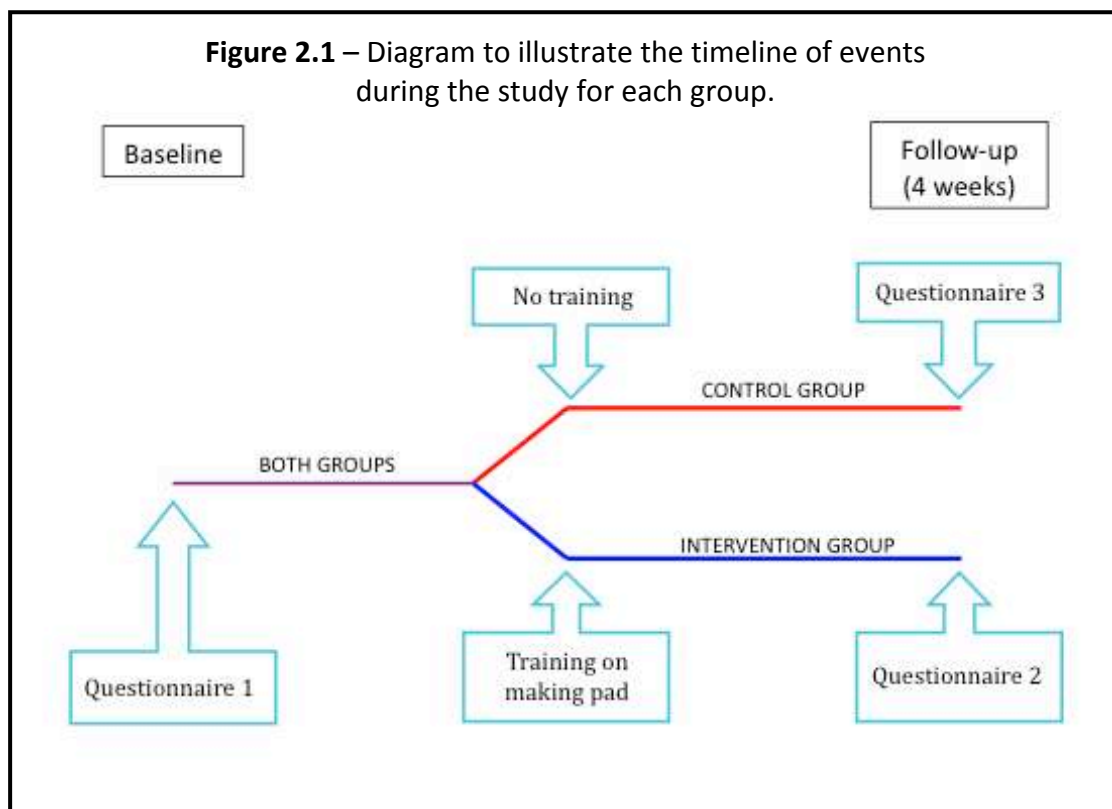 Figure 2.1 – Diagram to illustrate the timeline of events
during the study for each group.
Baseline
Follow-up
(4 weeks)
No training
Questionnaire 3
CONTROL GROUP
BOTH GROUPS
INTERVENTION GROUP
Questionnaire 1
Training on
making pad
Questionnaire 2